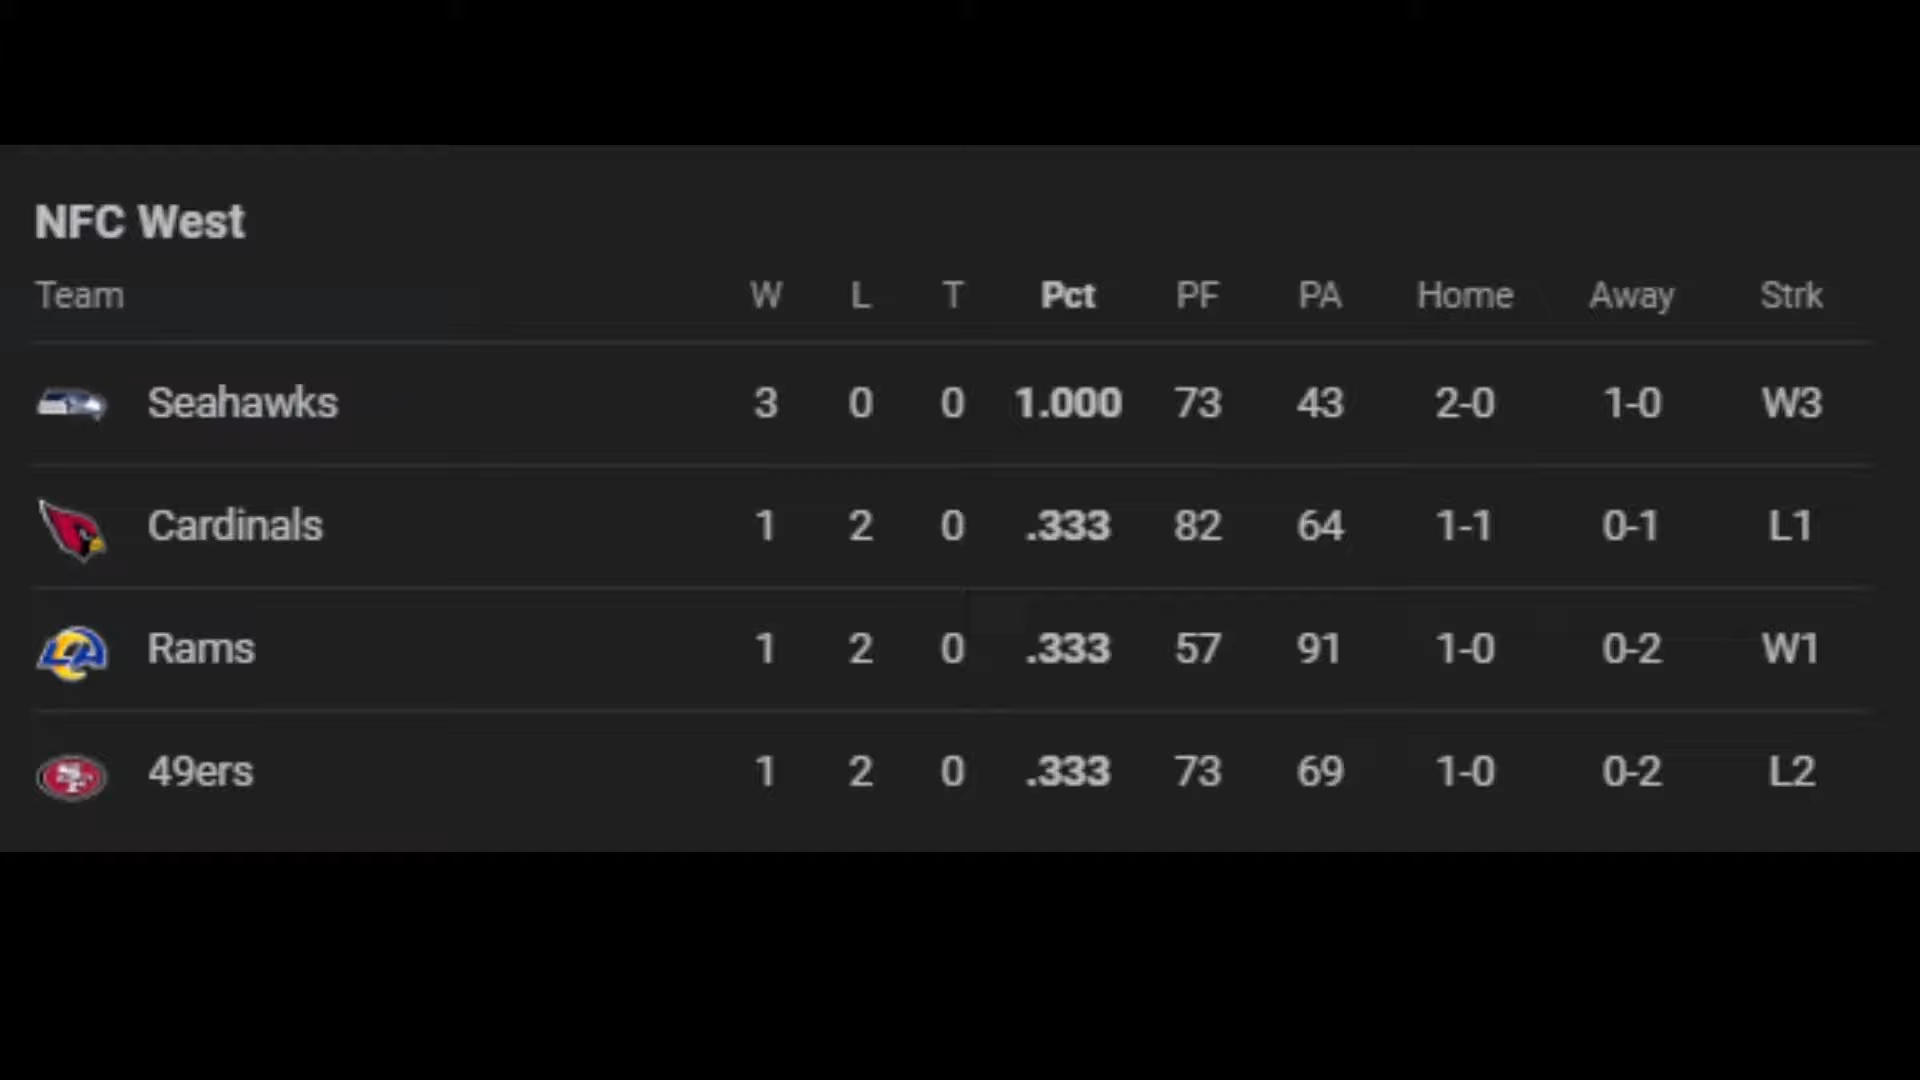 NFC West
Team W L T Pct PF PA Home Away Strk
Seahawks 3 0 0 1.000 73 43 2-0 1-0 W3
Cardinals 1 2 0 .333 82 64 1-1 0-1 L1
Rams 1 2 0 .333 57 91 1-0 0-2 W1
49ers 1 2 0 .333 73 69 1-0 0-2 L2